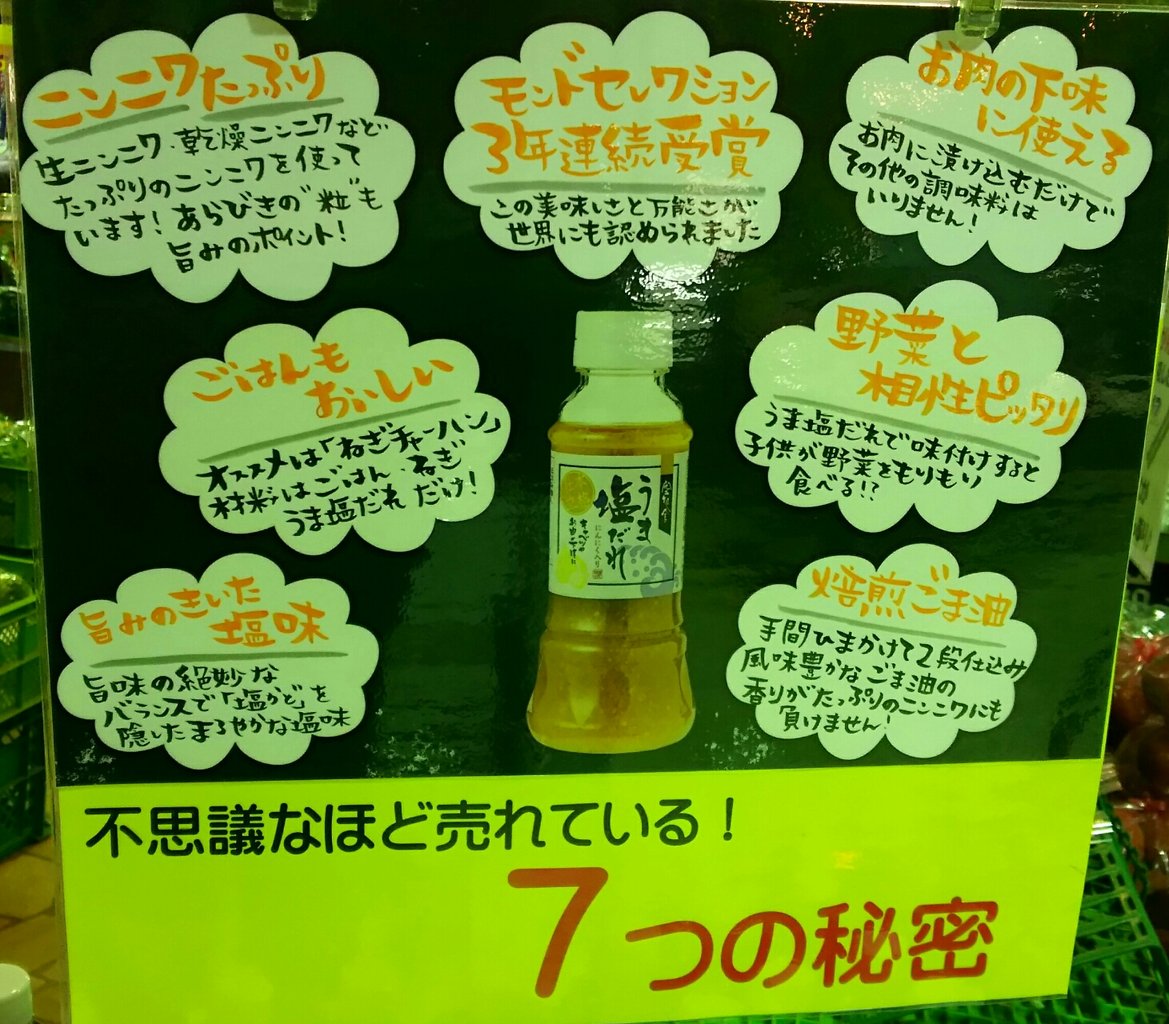 ニンニクたっぷり
生ニンニク、乾燥ニンニクなど
たっぷりのニンニクを使って
います!あらびきの“粒”も
旨みのポイント!
モンドセレクション
3年連続受賞
この美味しさと万能さが
世界にも認められました
お肉の下味
に使える
お肉に漬け込むだけで
その他の調味料は
いりません!
ごはんも
おいしい
オススメは「ねぎチャーハン」
材料はごはん、ねぎ
うま塩だれだけ!
野菜と
相性ピッタリ
うま塩だれで味付けすると
子供が野菜をもりもり
食べる!?
旨みのきいた
塩味
旨味の絶妙な
バランスで「塩かど」を
隠したまろやかな塩味
焙煎ごま油
手間ひまかけて2段仕込み
風味豊かなごま油の
香りがたっぷりのニンニクにも
負けません!
うま
塩だれ
にんにく入り
不思議なほど売れている!
7つの秘密